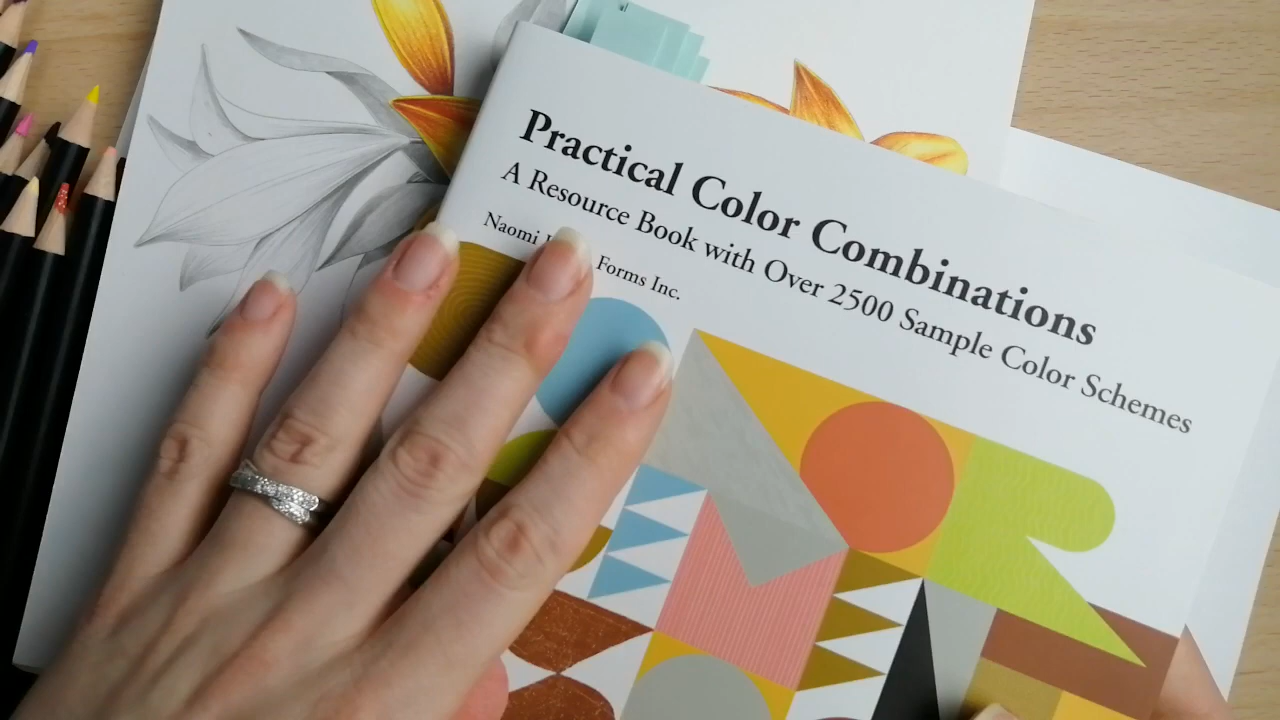 Practical Color Combinations
A Resource Book with Over 2500 Sample Color Schemes
Naomi Forms Inc.